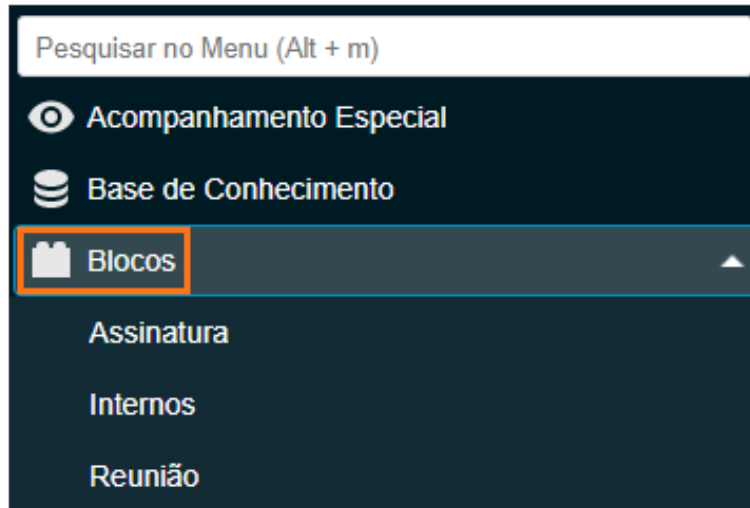 Pesquisar no Menu (Alt + m)
Acompanhamento Especial
Base de Conhecimento
Blocos
Assinatura
Internos
Reunião